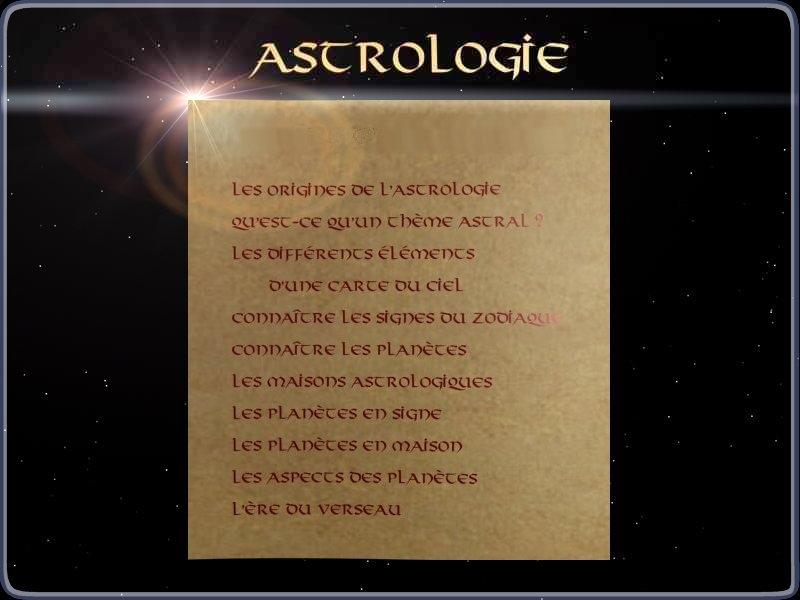 ASTROLOGIE
Les origines de l'astrologie
Qu'est-ce qu'un thème astral ?
Les différents éléments
d'une carte du ciel
Connaître les signes du zodiaque
Connaître les planètes
Les maisons astrologiques
Les planètes en signe
Les planètes en maison
Les aspects des planètes
L'ère du verseau